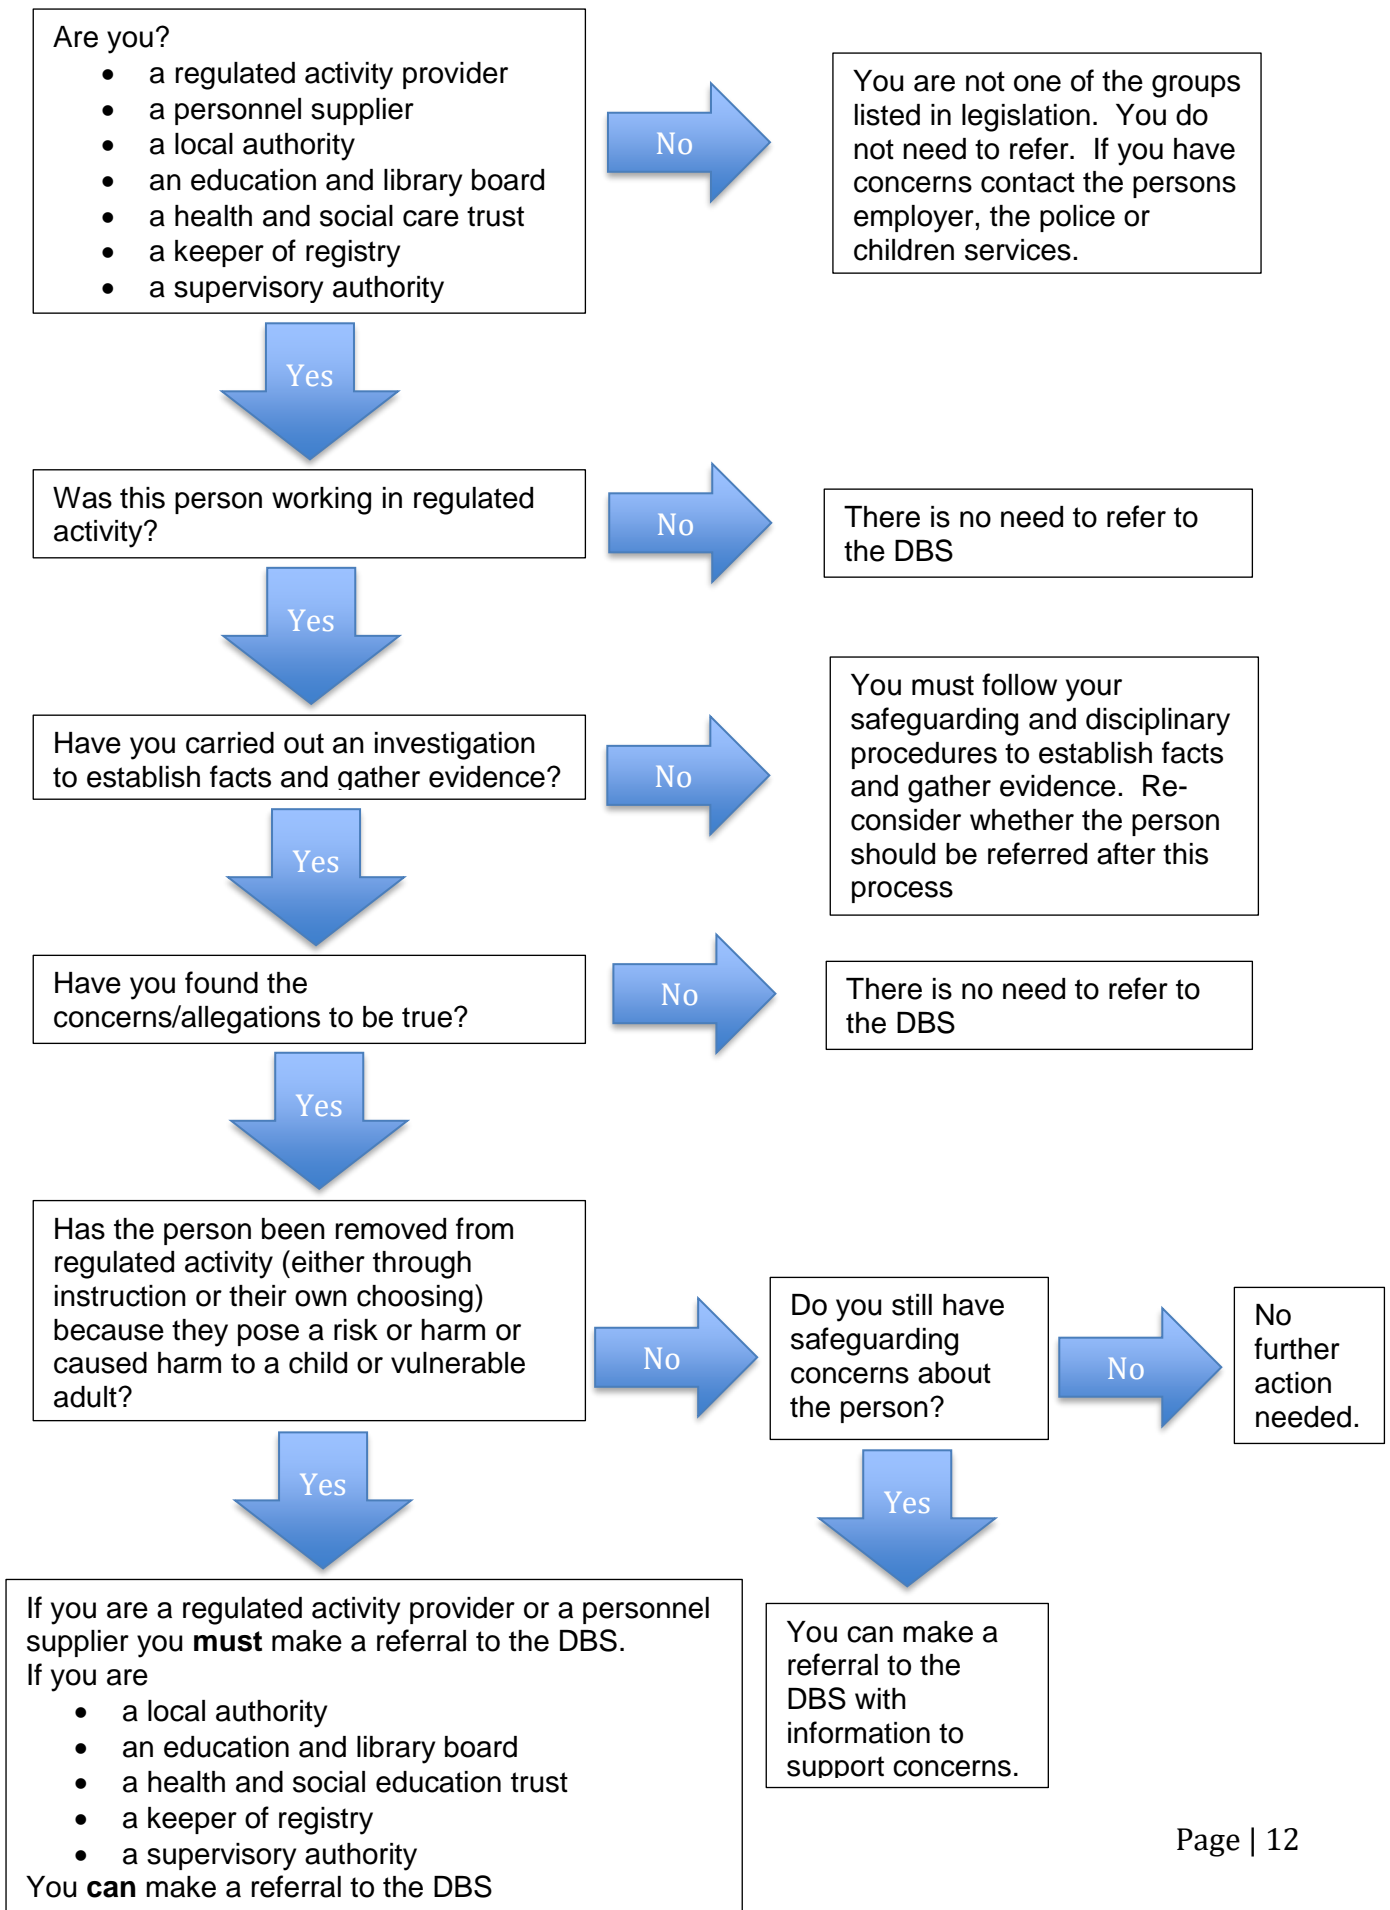 Are you?
• a regulated activity provider
• a personnel supplier
• a local authority
• an education and library board
• a health and social care trust
• a keeper of registry
• a supervisory authority
No
You are not one of the groups
listed in legislation. You do
not need to refer. If you have
concerns contact the persons
employer, the police or
children services.
Yes
Was this person working in regulated
activity?
No
There is no need to refer to
the DBS
Yes
Have you carried out an investigation
to establish facts and gather evidence?
No
You must follow your
safeguarding and disciplinary
procedures to establish facts
and gather evidence. Re-
consider whether the person
should be referred after this
process
Yes
Have you found the
concerns/allegations to be true?
No
There is no need to refer to
the DBS
Yes
Has the person been removed from
regulated activity (either through
instruction or their own choosing)
because they pose a risk or harm or
caused harm to a child or vulnerable
adult?
No
Do you still have
safeguarding
concerns about
the person?
No
No
further
action
needed.
Yes
If you are a regulated activity provider or a personnel
supplier you must make a referral to the DBS.
If you are
• a local authority
• an education and library board
• a health and social education trust
• a keeper of registry
• a supervisory authority
You can make a referral to the DBS
Yes
You can make a
referral to the
DBS with
information to
support concerns.
Page | 12